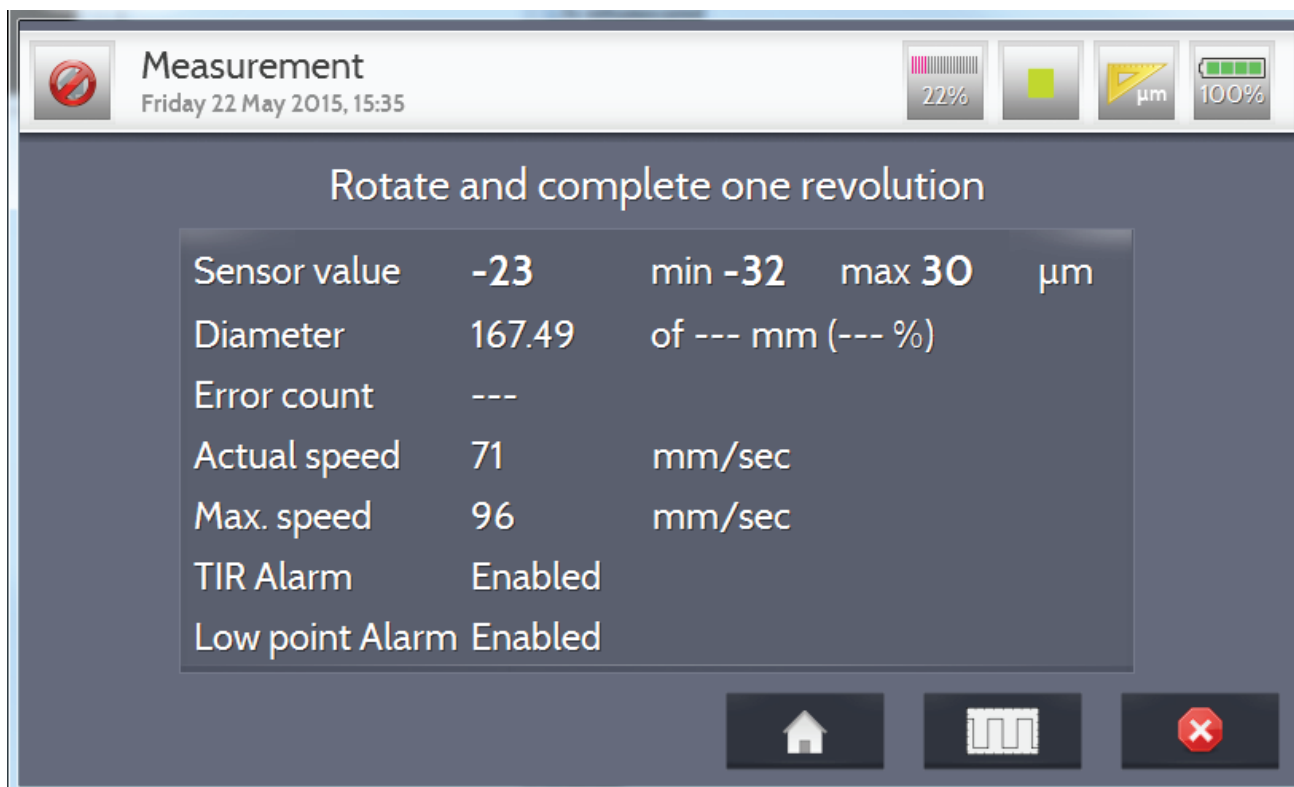 Measurement
Friday 22 May 2015, 15:35
22%
µm
100%
Rotate and complete one revolution
Sensor value -23 min -32 max 30 µm
Diameter 167.49 of --- mm (--- %)
Error count ---
Actual speed 71 mm/sec
Max. speed 96 mm/sec
TIR Alarm Enabled
Low point Alarm Enabled